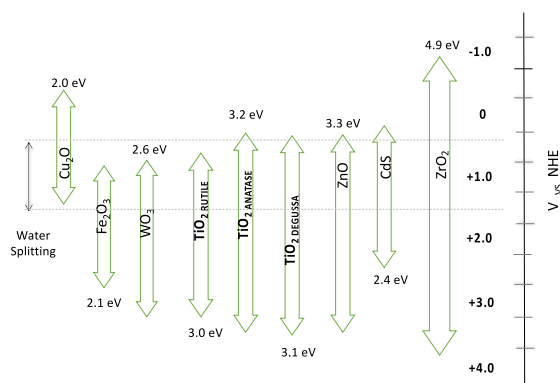 4.9 eV
-1.0
2.0 eV
3.2 eV
0
3.3 eV
2.6 eV
Cu2O
Fe2O3
WO3
TiO2 RUTILE
TiO2 ANATASE
TiO2 DEGUSSA
ZnO
CdS
ZrO2
+1.0
V vs NHE
Water
Splitting
+2.0
2.4 eV
2.1 eV
+3.0
3.0 eV
3.1 eV
+4.0